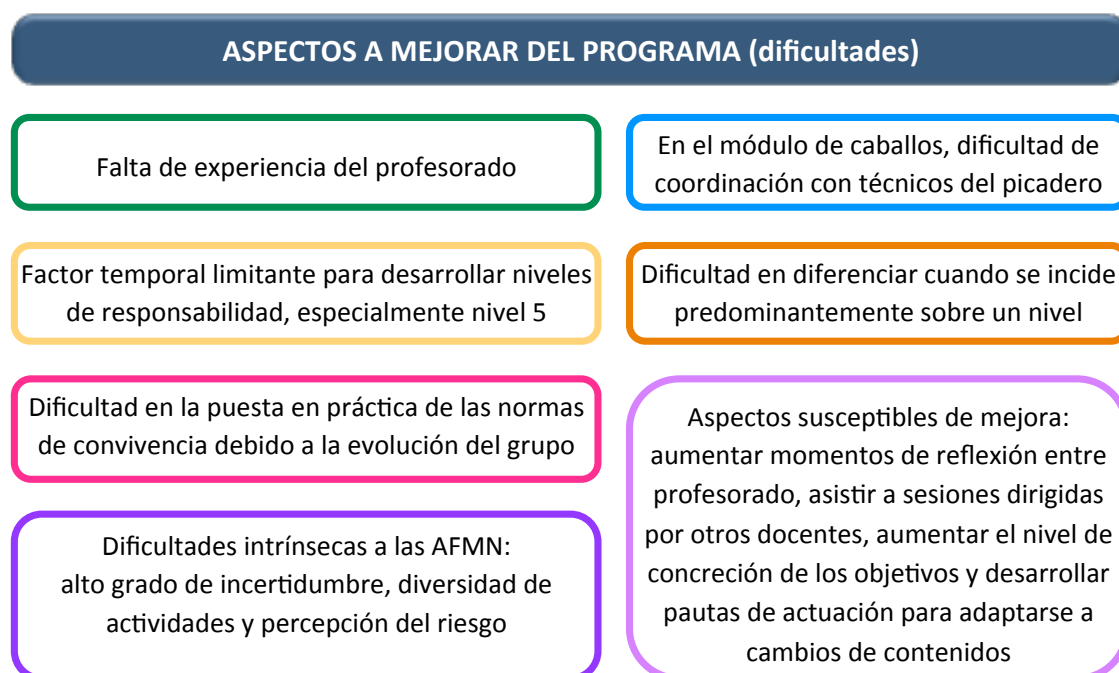 ASPECTOS A MEJORAR DEL PROGRAMA (dificultades)
Falta de experiencia del profesorado
En el módulo de caballos, dificultad de
coordinación con técnicos del picadero
Factor temporal limitante para desarrollar niveles
de responsabilidad, especialmente nivel 5
Dificultad en diferenciar cuando se incide
predominantemente sobre un nivel
Dificultad en la puesta en práctica de las normas
de convivencia debido a la evolución del grupo
Aspectos susceptibles de mejora:
aumentar momentos de reflexión entre
profesorado, asistir a sesiones dirigidas
por otros docentes, aumentar el nivel de
concreción de los objetivos y desarrollar
pautas de actuación para adaptarse a
cambios de contenidos
Dificultades intrínsecas a las AFMN:
alto grado de incertidumbre, diversidad de
actividades y percepción del riesgo